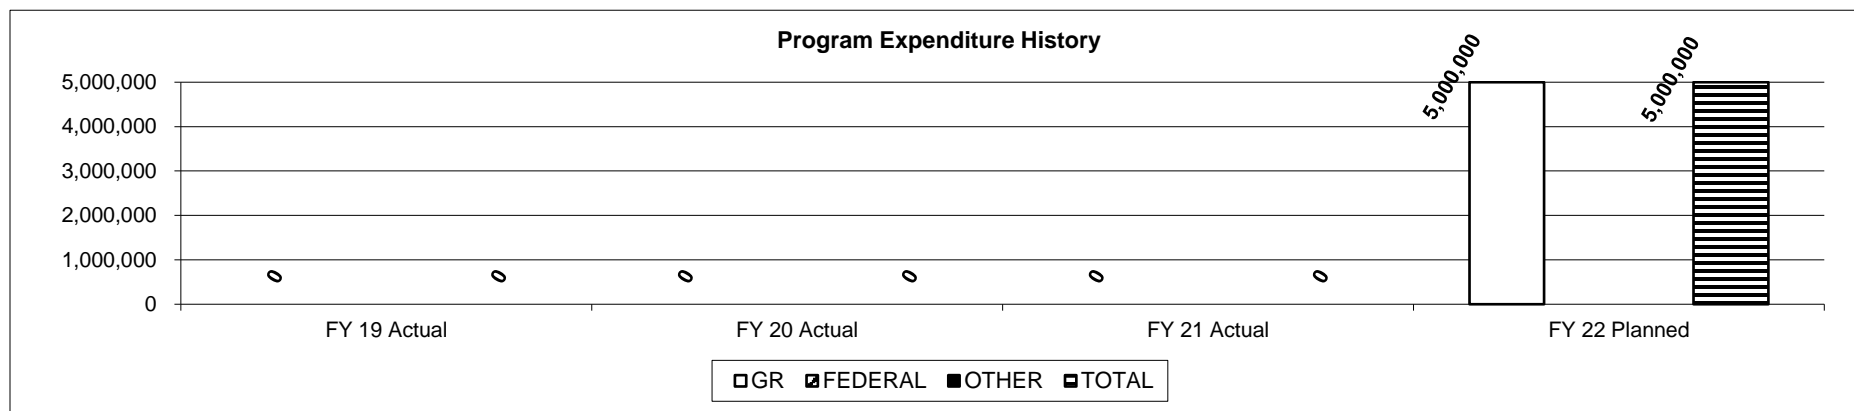 Program Expenditure History
5,000,000
4,000,000
3,000,000
2,000,000
1,000,000
0
0 0 0 0 0 0 5,000,000 5,000,000
FY 19 Actual FY 20 Actual FY 21 Actual FY 22 Planned
GR FEDERAL OTHER TOTAL